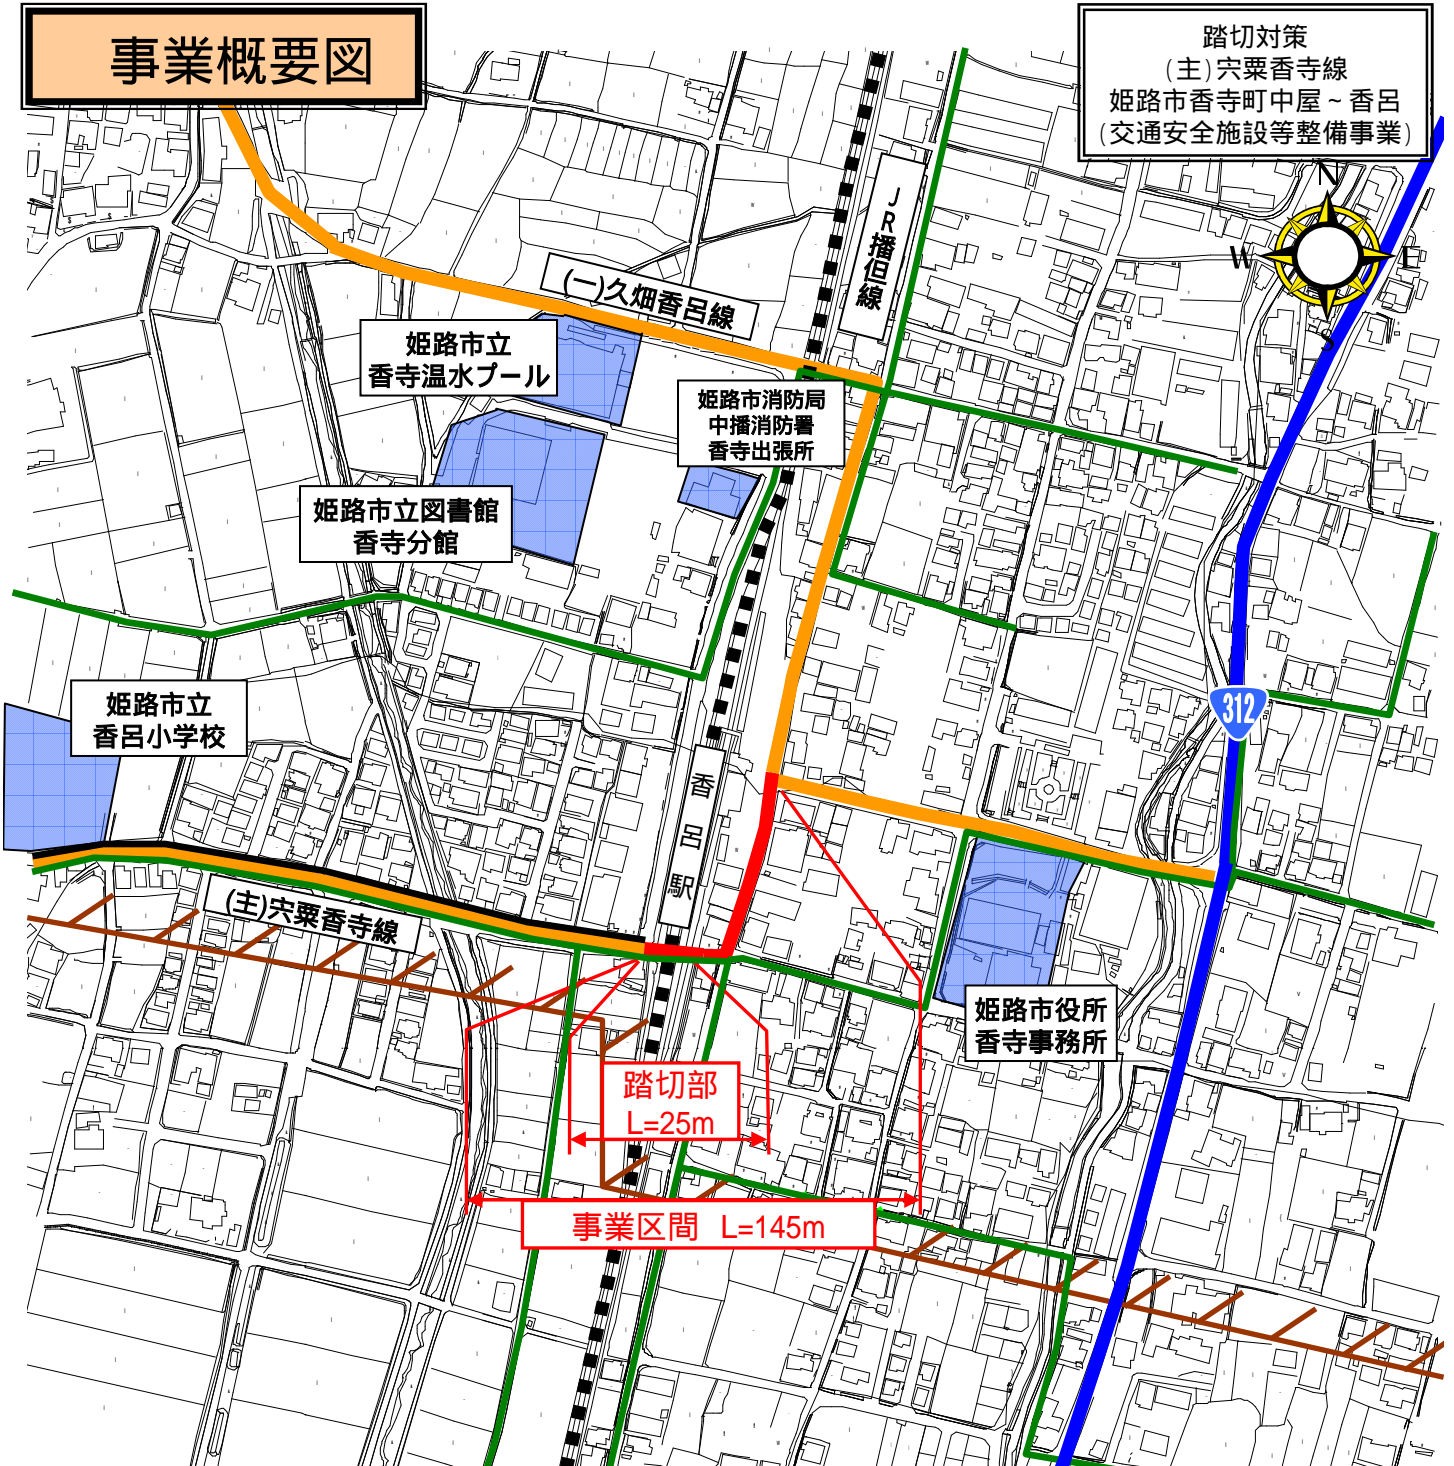 事業概要図
踏切対策
(主)宍粟香寺線
姫路市香寺町中屋~香呂
(交通安全施設等整備事業)
N
W
E
S
JR播但線
(一)久畑香呂線
姫路市立
香寺温水プール
姫路市消防局
中播消防署
香寺出張所
姫路市立図書館
香寺分館
姫路市立
香呂小学校
312
香呂駅
(主)宍粟香寺線
姫路市役所
香寺事務所
踏切部
L=25m
事業区間 L=145m